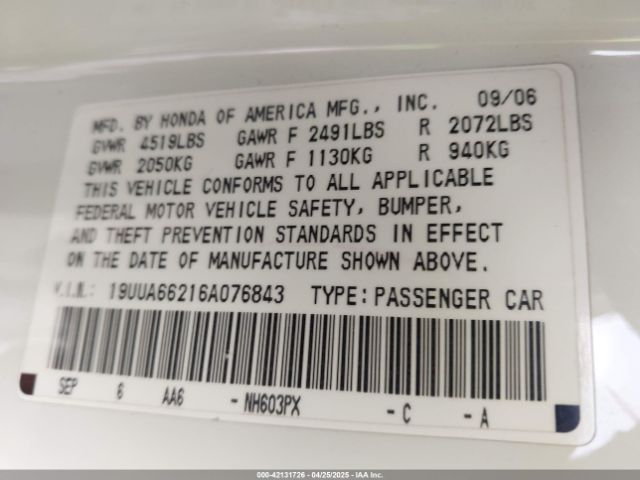 MFD. BY HONDA OF AMERICA MFG., INC. 09/06
GVWR 4519LBS GAWR F 2491LBS R 2072LBS
GVWR 2050KG GAWR F 1130KG R 940KG
THIS VEHICLE CONFORMS TO ALL APPLICABLE
FEDERAL MOTOR VEHICLE SAFETY, BUMPER,
AND THEFT PREVENTION STANDARDS IN EFFECT
ON THE DATE OF MANUFACTURE SHOWN ABOVE.
V.I.N.: 19UUA66216A076843 TYPE:PASSENGER CAR
SEP 6 AA6 -NH603PX -C -A
000-42131726 - 04/25/2025 - IAA Inc.